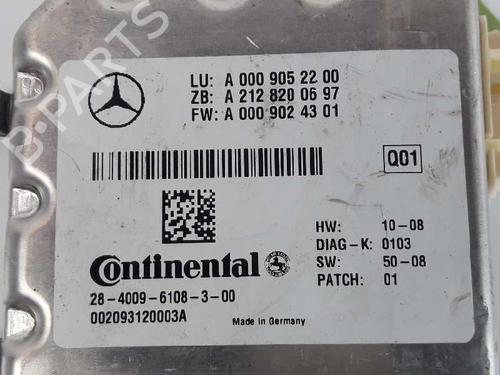 LU: A 000 905 22 00
ZB: A 212 820 06 97
FW: A 000 902 43 01
Q01
HW: 10-08
DIAG-K: 0103
SW: 50-08
PATCH: 01
Continental
28-4009-6108-3-00
002093120003A
Made in Germany
B-PARTS